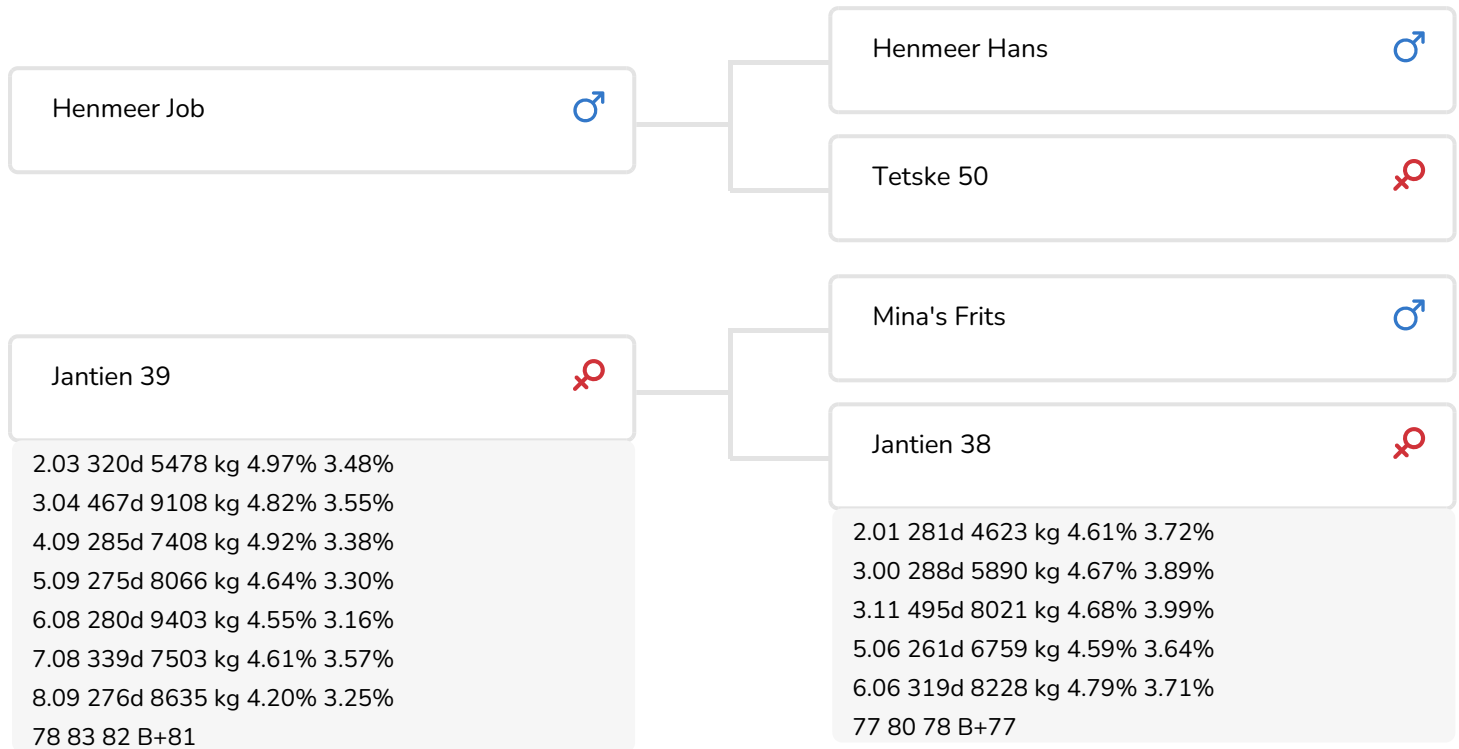 Henmeer Job
Henmeer Hans
Tetske 50
Jantien 39
2.03 320d 5478 kg 4.97% 3.48%
3.04 467d 9108 kg 4.82% 3.55%
4.09 285d 7408 kg 4.92% 3.38%
5.09 275d 8066 kg 4.64% 3.30%
6.08 280d 9403 kg 4.55% 3.16%
7.08 339d 7503 kg 4.61% 3.57%
8.09 276d 8635 kg 4.20% 3.25%
78 83 82 B+81
Mina's Frits
Jantien 38
2.01 281d 4623 kg 4.61% 3.72%
3.00 288d 5890 kg 4.67% 3.89%
3.11 495d 8021 kg 4.68% 3.99%
5.06 261d 6759 kg 4.59% 3.64%
6.06 319d 8228 kg 4.79% 3.71%
77 80 78 B+77